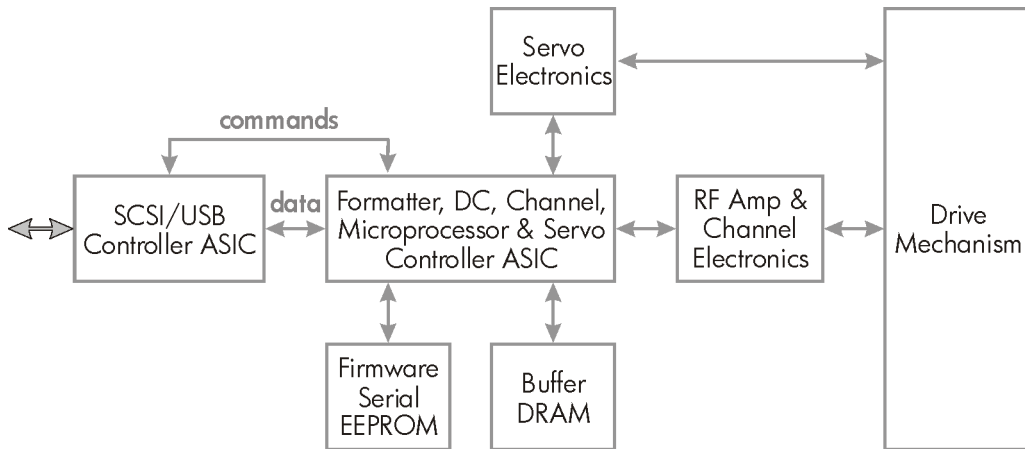 Servo
Electronics
commands
SCSI/USB
Controller ASIC
data
Formatter, DC, Channel,
Microprocessor & Servo
Controller ASIC
RF Amp &
Channel
Electronics
Drive
Mechanism
Firmware
Serial
EEPROM
Buffer
DRAM